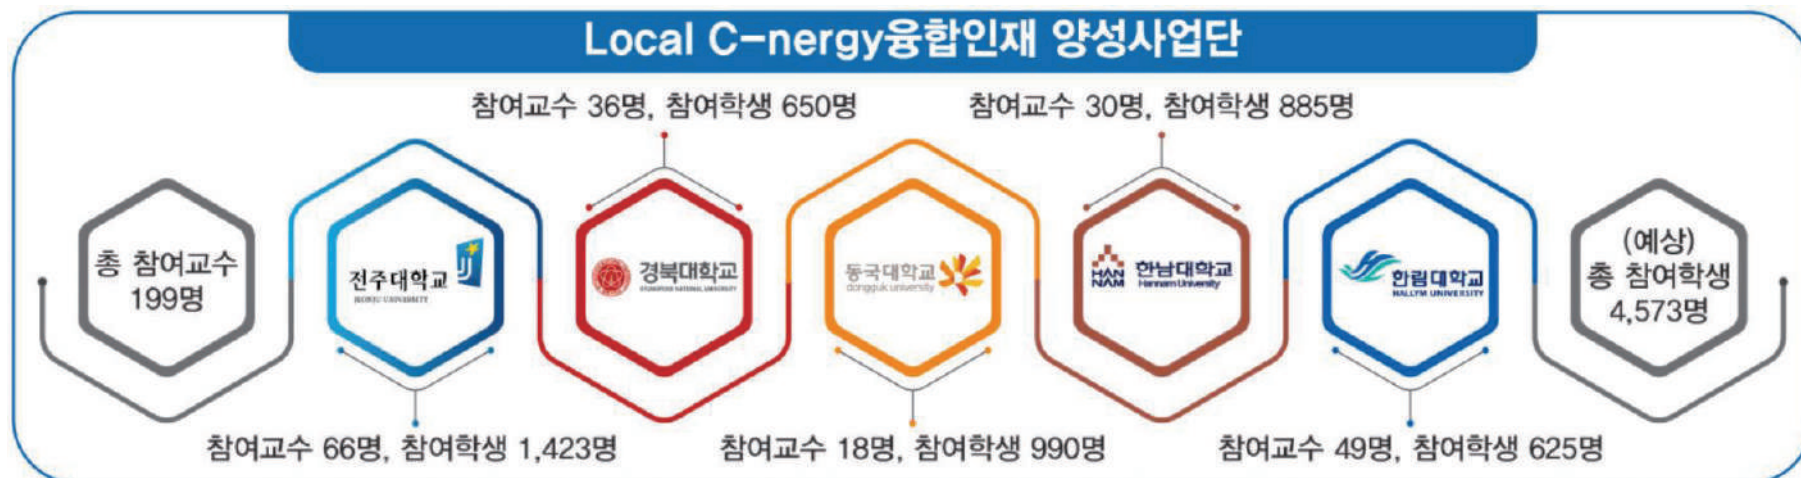 Local C-nergy융합인재 양성사업단
참여교수 36명, 참여학생 650명
참여교수 30명, 참여학생 885명
총 참여교수
199명
전주대학교
JEONJU UNIVERSITY
경북대학교
KYUNGPOOK NATIONAL UNIVERSITY
동국대학교
dongguk university
HAN
NAM
한남대학교
Hannam University
한림대학교
HALLYM UNIVERSITY
(예상)
총 참여학생
4,573명
참여교수 66명, 참여학생 1,423명
참여교수 18명, 참여학생 990명
참여교수 49명, 참여학생 625명